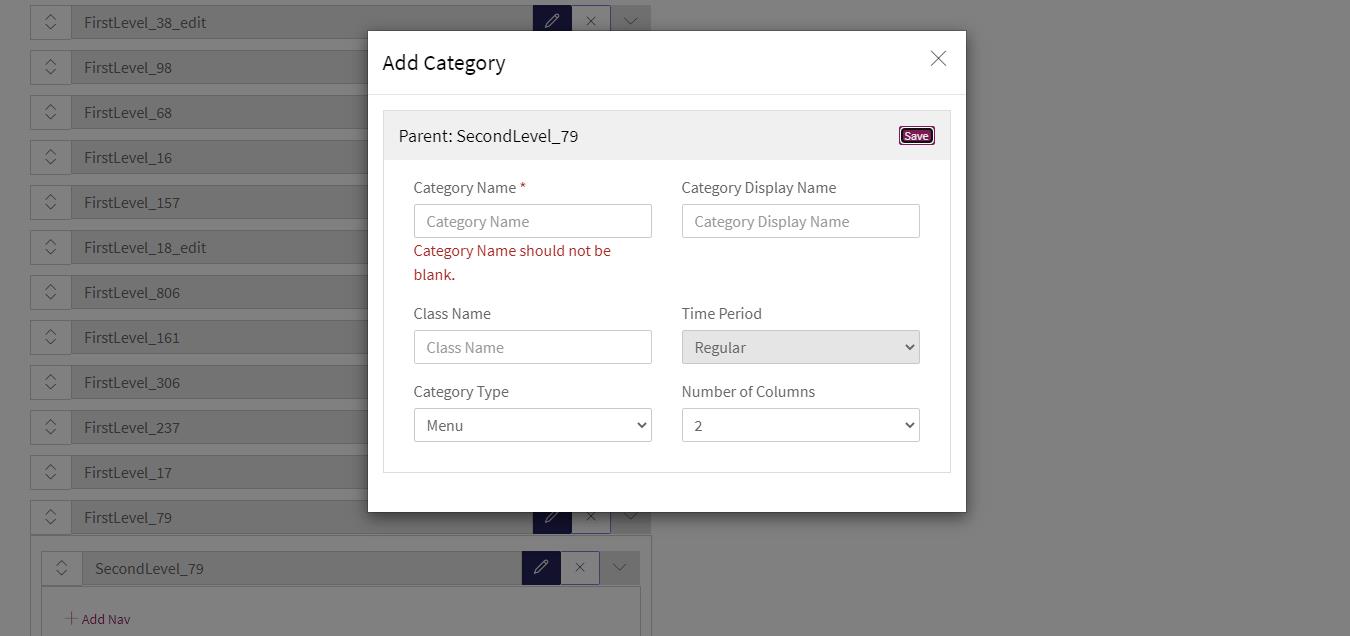 FirstLevel_38_edit
FirstLevel_98
FirstLevel_68
FirstLevel_16
FirstLevel_157
FirstLevel_18_edit
FirstLevel_806
FirstLevel_161
FirstLevel_306
FirstLevel_237
FirstLevel_17
FirstLevel_79
SecondLevel_79
Add Nav
Add Category
Parent: SecondLevel_79
Save
Category Name *
Category Display Name
Category Name
Category Display Name
Category Name should not be
blank.
Class Name
Time Period
Class Name
Regular
Category Type
Number of Columns
Menu
2